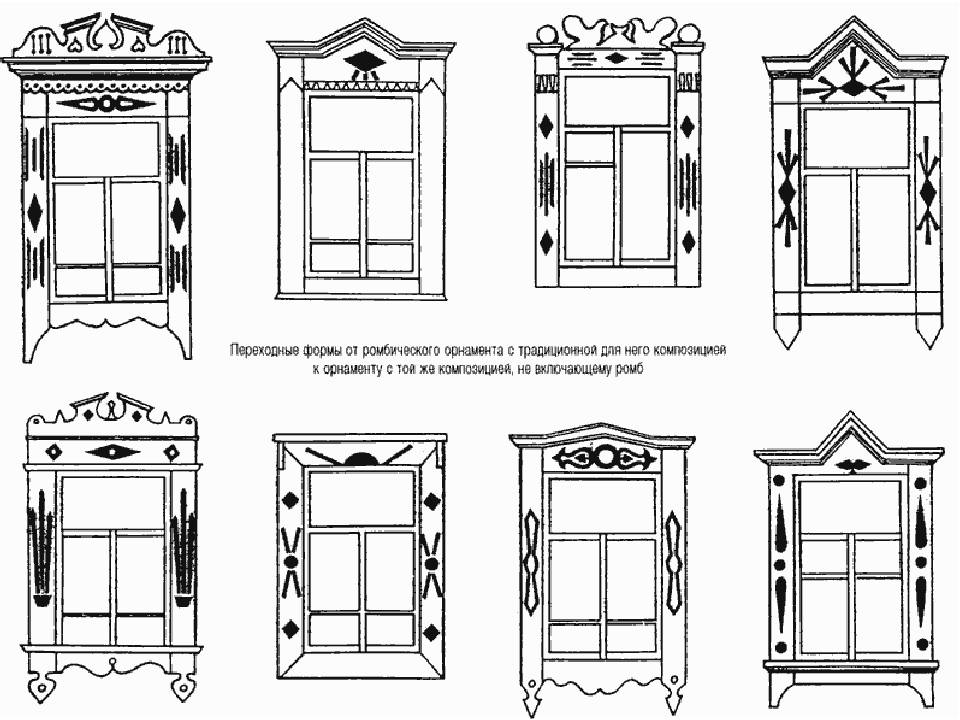 Переходные формы от ромбического орнамента с традиционной для него композицией
к орнаменту с той же композицией, не включающему ромб